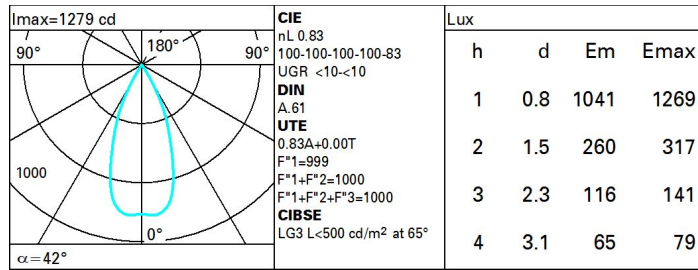 Imax=1279 cd
90° 180° 90°
1000
0°
α=42°
CIE
nL 0.83
100-100-100-100-83
UGR <10-<10
DIN
A.61
UTE
0.83A+0.00T
F"1=999
F"1+F"2=1000
F"1+F"2+F"3=1000
CIBSE
LG3 L<500 cd/m² at 65°
Lux
h d Em Emax
1 0.8 1041 1269
2 1.5 260 317
3 2.3 116 141
4 3.1 65 79